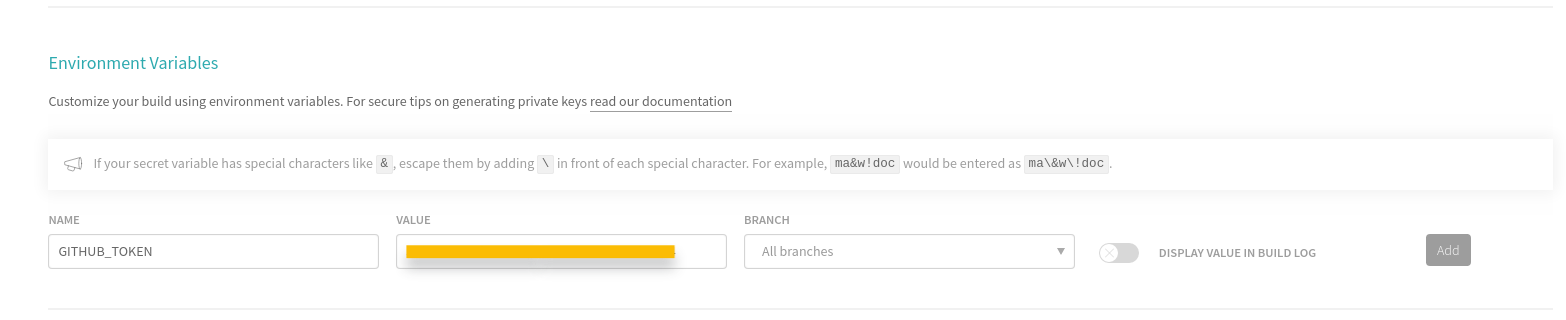 Environment Variables
Customize your build using environment variables. For secure tips on generating private keys read our documentation
If your secret variable has special characters like &, escape them by adding \ in front of each special character. For example, ma&w!doc would be entered as ma\&w\!doc.
NAME VALUE BRANCH
GITHUB_TOKEN All branches DISPLAY VALUE IN BUILD LOG Add